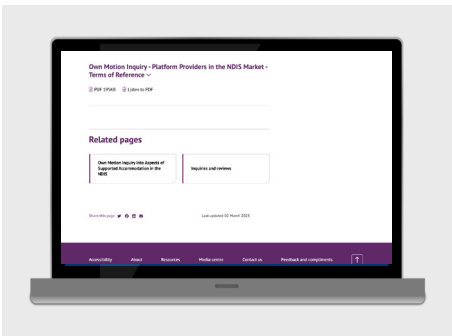 Own Motion Inquiry - Platform Providers in the NDIS Market -
Terms of Reference
PDF 195KB Listen to PDF
Related pages
Own Motion Inquiry into Aspects of
Supported Accommodation in the
NDIS
Inquiries and reviews
Share this page
Last updated 02 March 2023
Accessibility About Resources Media centre Contact us Feedback and compliments